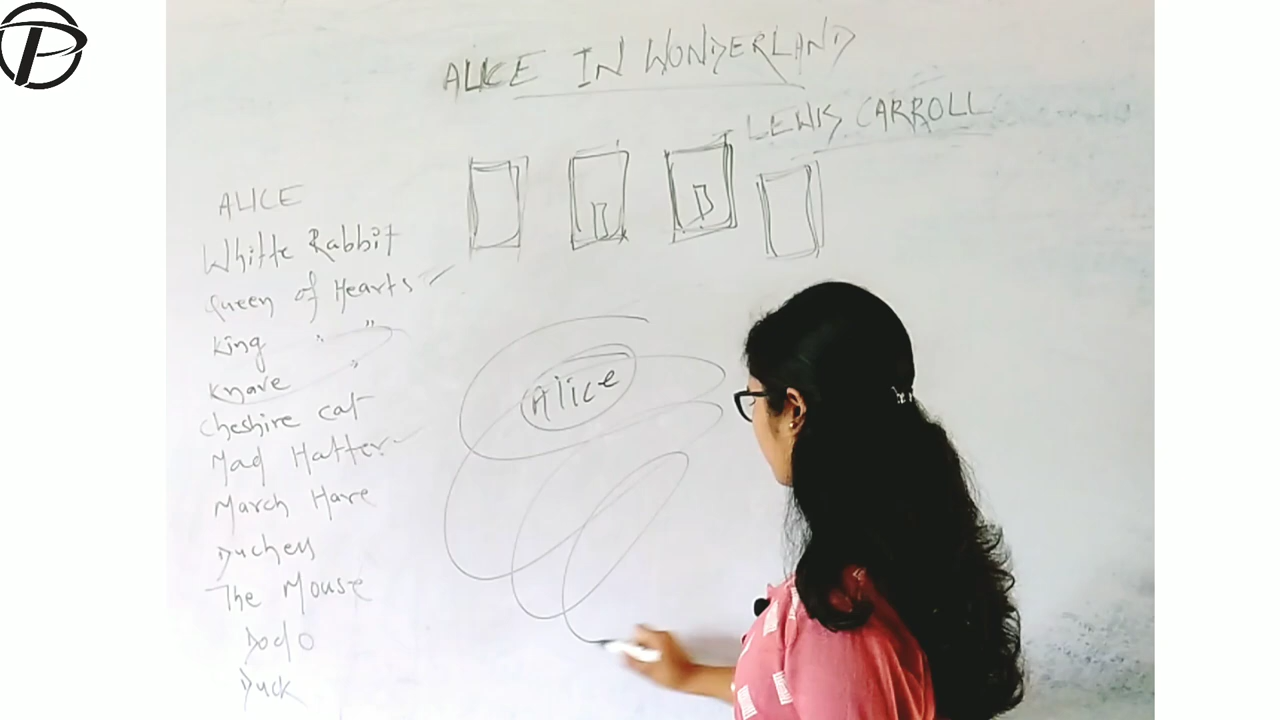 ALICE IN WONDERLAND
LEWIS CARROLL
ALICE
Whitte Rabbit
Queen of Hearts
King " "
Knave "
Cheshire cat
Mad Hatter
March Hare
Duchess
The Mouse
Dodo
Duck
Alice